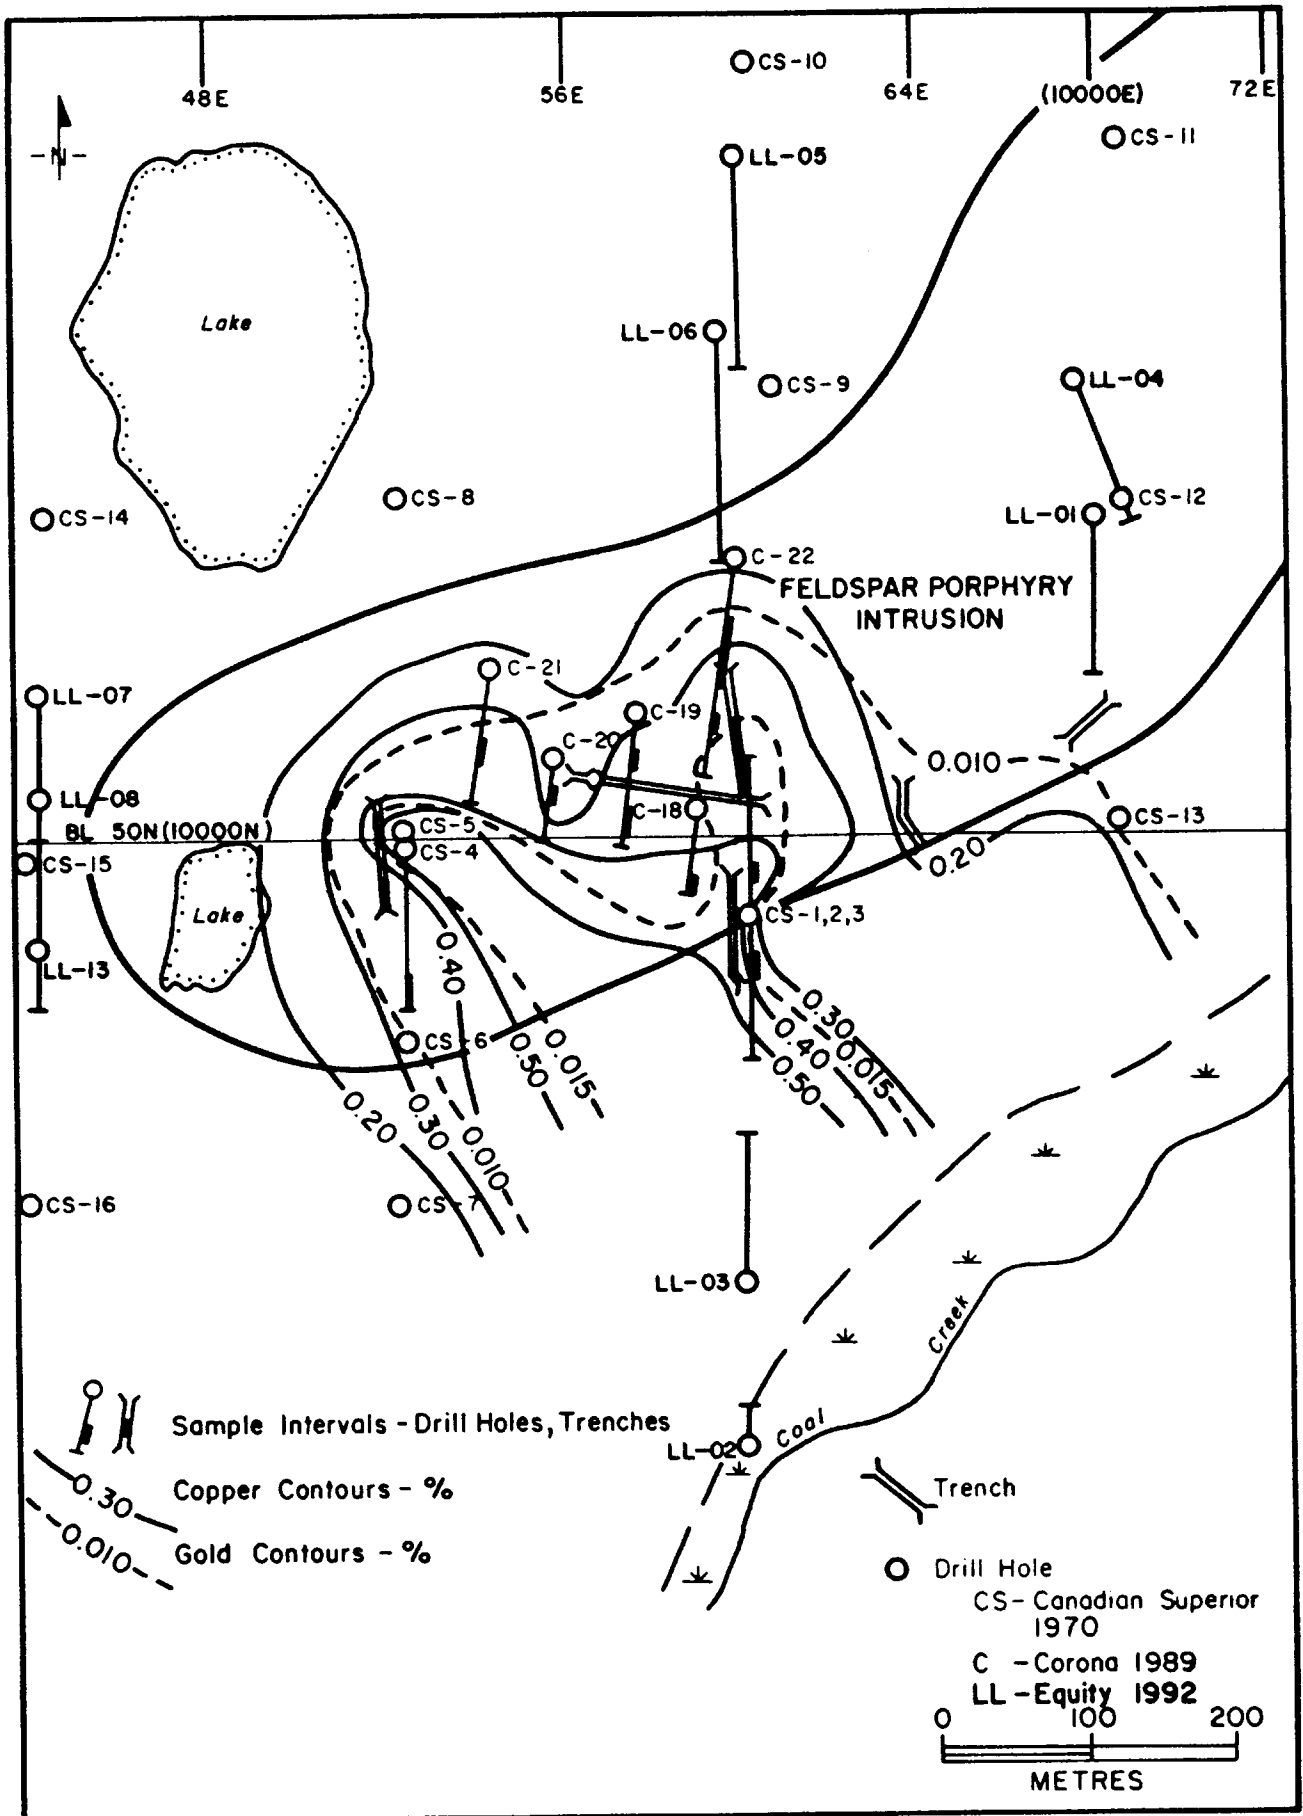 CS-10
48E
56E
64E
(10000E)
72E
-N-
CS-11
LL-05
Lake
LL-06
CS-9
LL-04
CS-8
CS-12
CS-14
LL-01
C-22
FELDSPAR PORPHYRY
INTRUSION
C-21
LL-07
C-19
C-20
0.010
LL-08
C-18
CS-13
BL 50N(10000N)
CS-5
CS-4
CS-15
0.20
Lake
CS-1,2,3
LL-13
0.40
0.30
CS-6
0.40
0.015
0.50
0.015
0.50
0.20
0.30
0.010
CS-16
CS-7
LL-03
Creek
Sample Intervals - Drill Holes, Trenches
Coal
LL-02
0.30
Copper Contours - %
Trench
0.010
Gold Contours - %
Drill Hole
CS - Canadian Superior
1970
C - Corona 1989
LL - Equity 1992
0 100 200
METRES